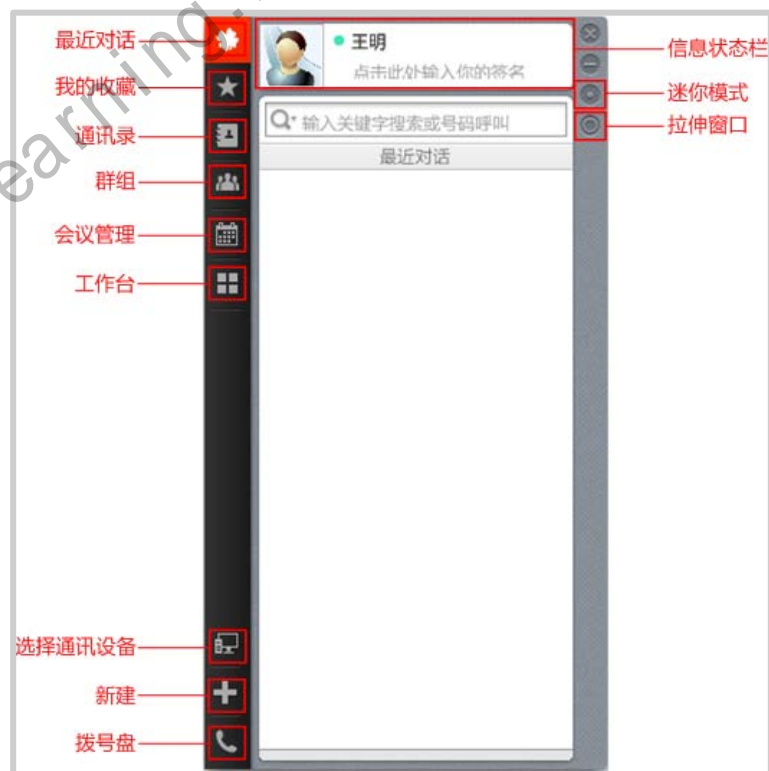 最近对话
我的收藏
通讯录
群组
会议管理
工作台
选择通讯设备
新建
拨号盘
王明
点击此处输入你的签名
输入关键字搜索或号码呼叫
最近对话
信息状态栏
迷你模式
拉伸窗口
earning.